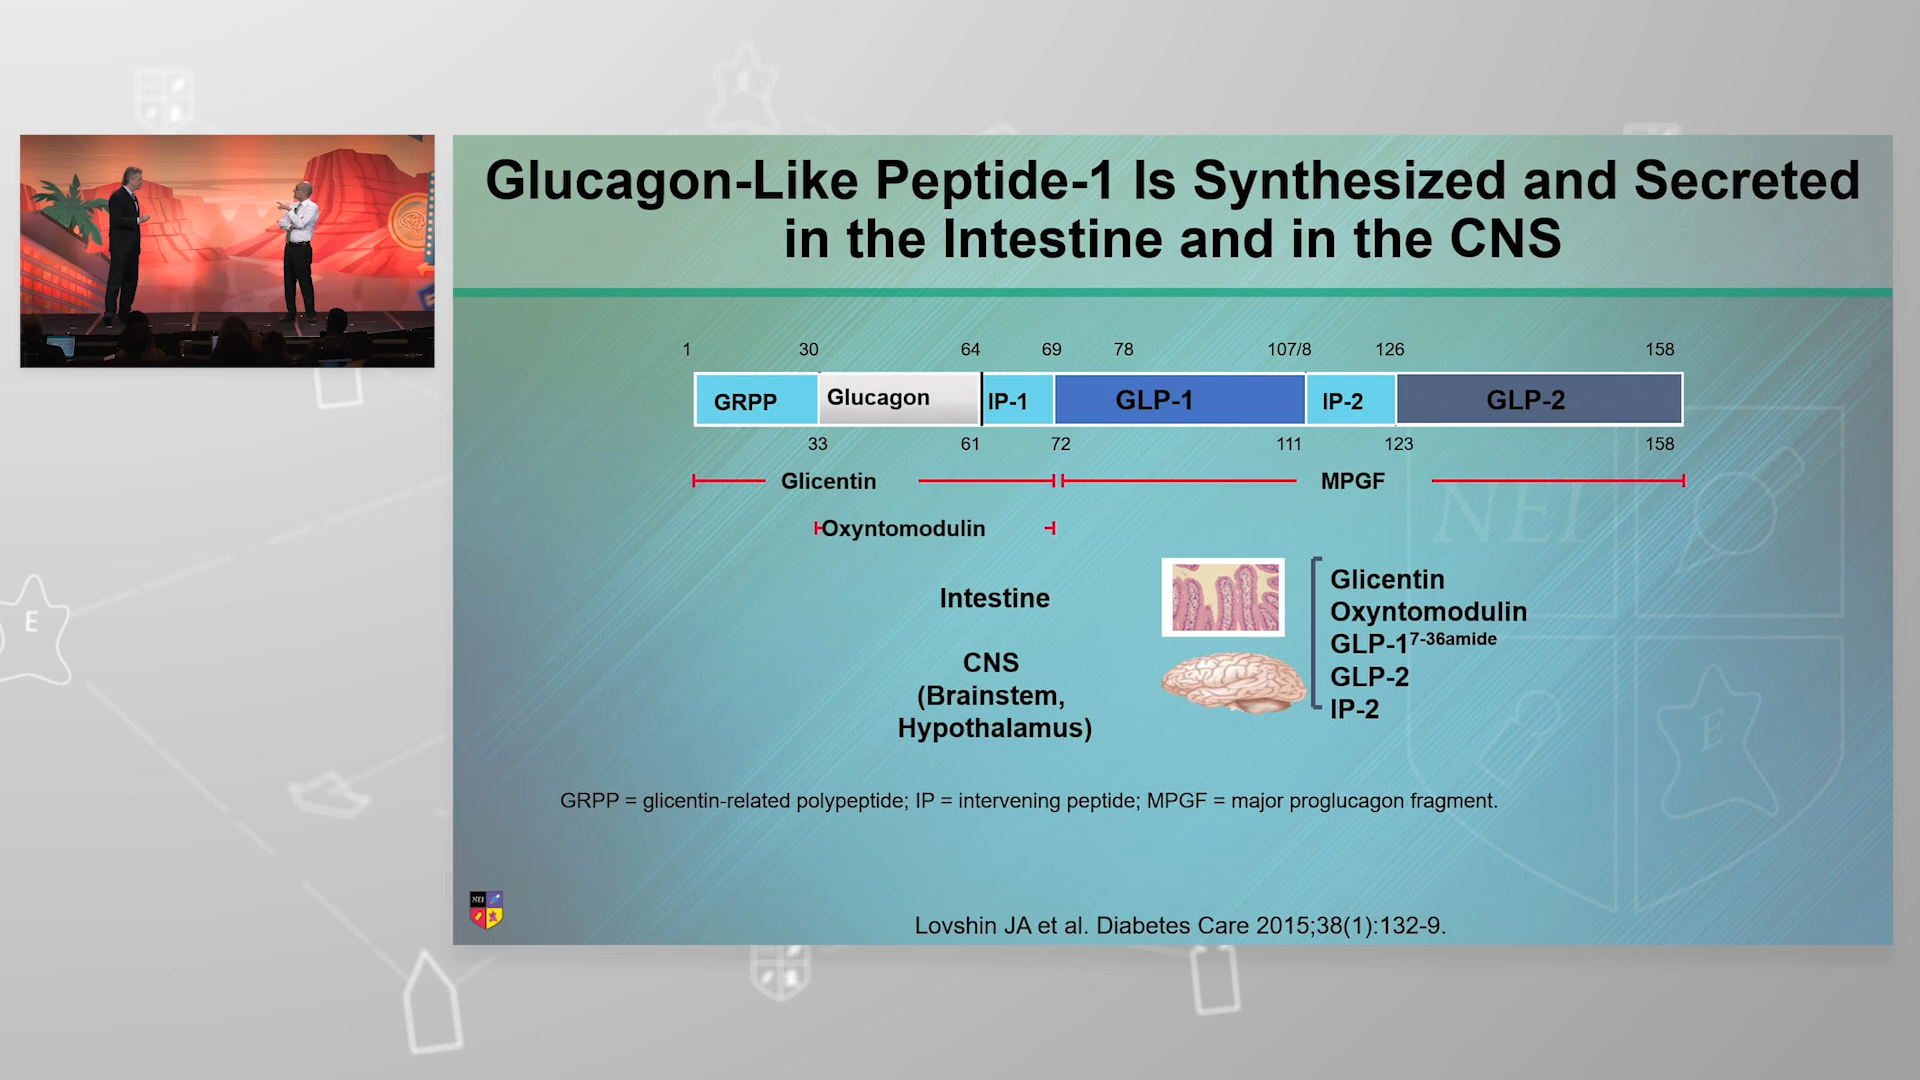 Glucagon-Like Peptide-1 Is Synthesized and Secreted
in the Intestine and in the CNS
1 30 64 69 78 107/8 126 158
GRPP Glucagon IP-1 GLP-1 IP-2 GLP-2
33 61 72 111 123 158
Glicentin MPGF
Oxyntomodulin
Intestine
CNS
(Brainstem,
Hypothalamus)
Glicentin
Oxyntomodulin
GLP-17-36amide
GLP-2
IP-2
GRPP = glicentin-related polypeptide; IP = intervening peptide; MPGF = major proglucagon fragment.
NEI
Lovshin JA et al. Diabetes Care 2015;38(1):132-9.
NEI
E
E
E